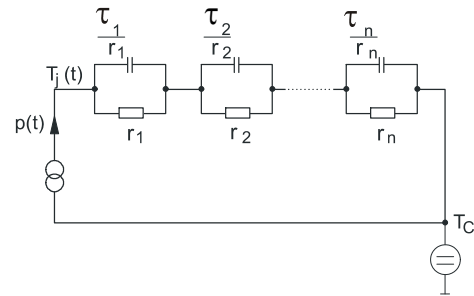 τ1/r1 τ2/r2 τn/rn
Tj(t)
p(t)
r1 r2 rn
TC